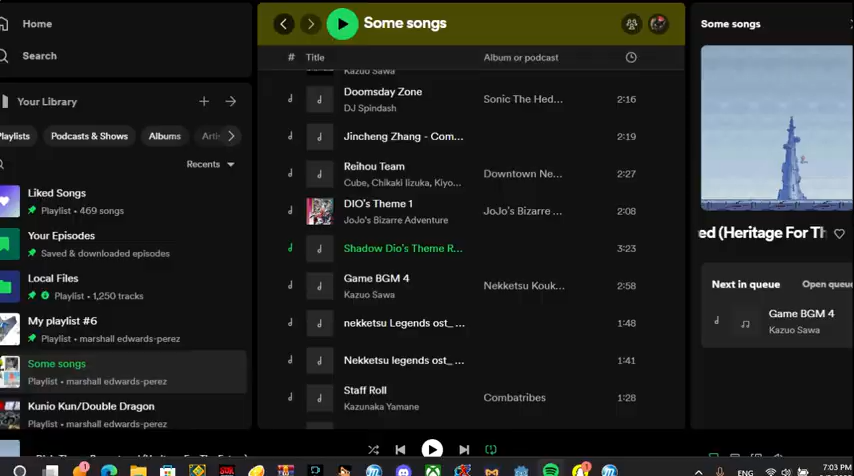 Home
Search
Your Library
Playlists
Podcasts & Shows
Albums
Recents
Liked Songs
Playlist • 469 songs
Your Episodes
Saved & downloaded episodes
Local Files
Playlist • 1,250 tracks
My playlist #6
Playlist • marshall edwards-perez
Some songs
Playlist • marshall edwards-perez
Kunio Kun/Double Dragon
Playlist • marshall edwards-perez
Some songs
# Title Album or podcast
Kazuo Sawa
Doomsday Zone
DJ Spindash
Sonic The Hed...
2:16
Jincheng Zhang - Com...
2:19
Reihou Team
Cube, Chikaki Iizuka, Kiyo...
Downtown Ne...
2:27
DIO's Theme 1
JoJo's Bizarre Adventure
JoJo's Bizarre ...
2:08
Shadow Dio's Theme R...
3:23
Game BGM 4
Kazuo Sawa
Nekketsu Kouk...
2:58
nekketsu Legends ost_ ...
1:48
Nekketsu legends ost_ ...
1:41
Staff Roll
Kazunaka Yamane
Combatribes
1:28
Some songs
ed (Heritage For Th
Next in queue
Open queue
Game BGM 4
Kazuo Sawa
ENG
7:03 PM